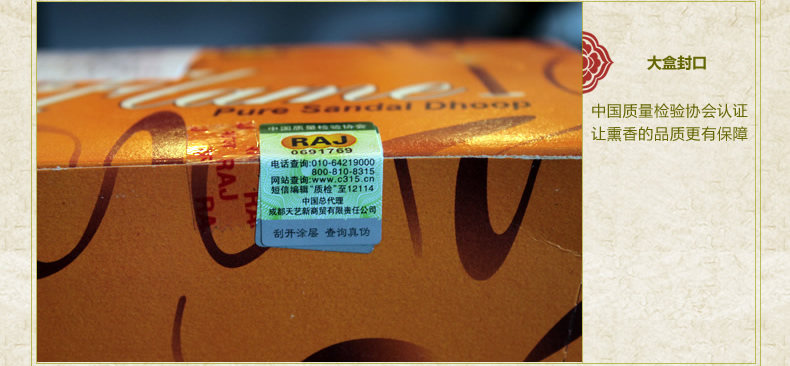 Flame
Pure Sandal Dhoop
中国质量检验协会
RAJ
0691769
电话查询:010-64219000
800-810-8315
网站查询:www.c315.cn
短信编辑"质检"至12114
中国总代理
成都天艺新商贸有限责任公司
刮开涂层 查询真伪
RAJ
RA
大盒封口
中国质量检验协会认证
让熏香的品质更有保障